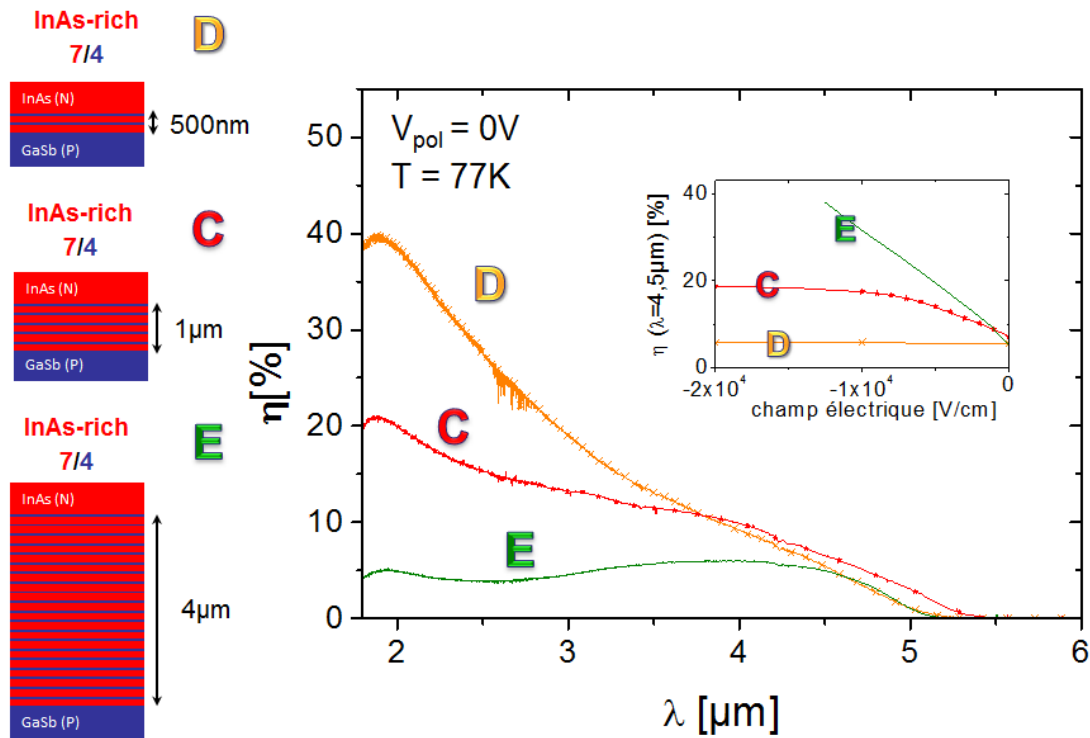 InAs-rich
7/4
D
InAs (N)
500nm
GaSb (P)
InAs-rich
7/4
C
InAs (N)
1µm
GaSb (P)
InAs-rich
7/4
E
InAs (N)
4µm
GaSb (P)
V_pol = 0V
T = 77K
η[%]
50
40
30
20
10
0
2
3
4
5
6
λ [µm]
D
C
E
η (λ=4,5µm) [%]
40
20
0
E
C
D
-2x10⁴
-1x10⁴
0
champ électrique [V/cm]